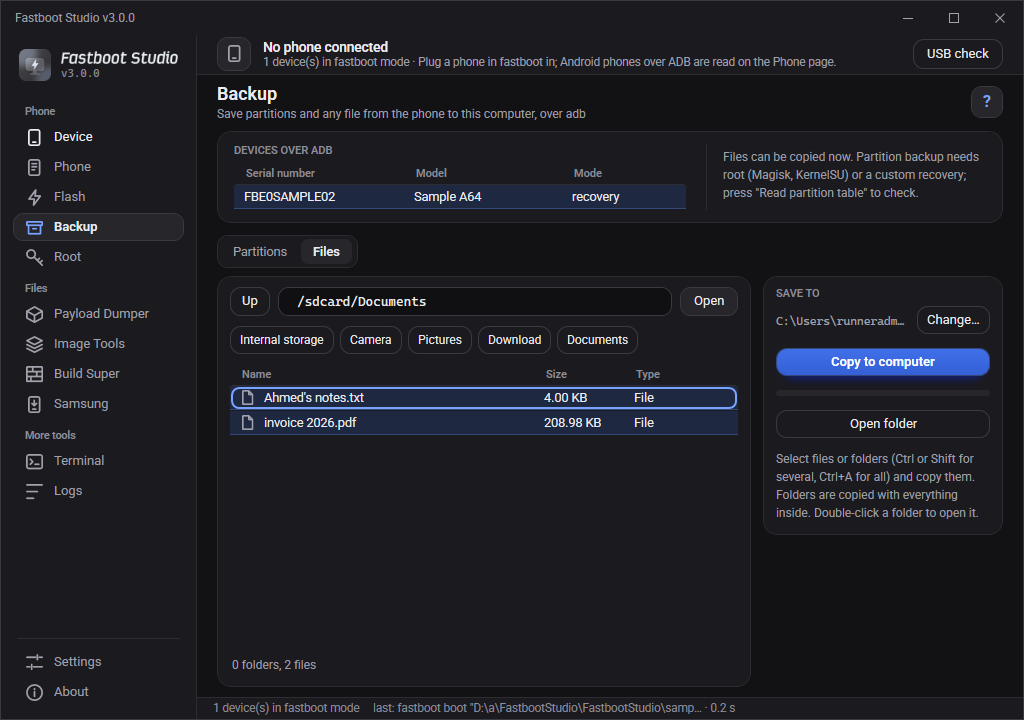 Fastboot Studio v3.0.0
Fastboot Studio
v3.0.0
Phone
Device
Phone
Flash
Backup
Root
Files
Payload Dumper
Image Tools
Build Super
Samsung
More tools
Terminal
Logs
Settings
About
No phone connected
1 device(s) in fastboot mode · Plug a phone in fastboot in; Android phones over ADB are read on the Phone page.
USB check
Backup
Save partitions and any file from the phone to this computer, over adb
?
DEVICES OVER ADB
Serial number Model Mode
FBE0SAMPLE02 Sample A64 recovery
Files can be copied now. Partition backup needs
root (Magisk, KernelSU) or a custom recovery;
press "Read partition table" to check.
Partitions Files
Up /sdcard/Documents Open
Internal storage Camera Pictures Download Documents
Name Size Type
Ahmed's notes.txt 4.00 KB File
invoice 2026.pdf 208.98 KB File
0 folders, 2 files
SAVE TO
C:\Users\runneradm… Change...
Copy to computer
Open folder
Select files or folders (Ctrl or Shift for
several, Ctrl+A for all) and copy them.
Folders are copied with everything
inside. Double-click a folder to open it.
1 device(s) in fastboot mode last: fastboot boot "D:\a\FastbootStudio\FastbootStudio\samp… · 0.2 s